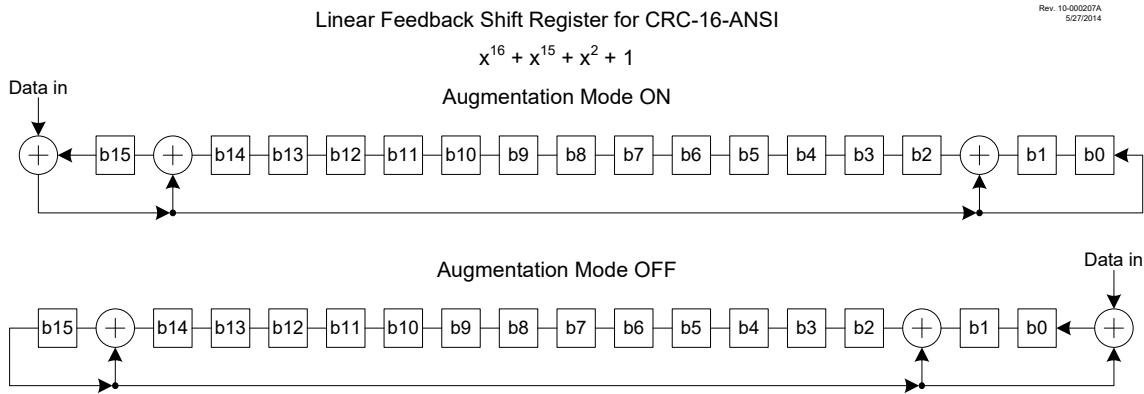 Linear Feedback Shift Register for CRC-16-ANSI
Rev. 10-000207A
5/27/2014
x¹⁶ + x¹⁵ + x² + 1
Data in
Augmentation Mode ON
+ b15 + b14 b13 b12 b11 b10 b9 b8 b7 b6 b5 b4 b3 b2 + b1 b0
Augmentation Mode OFF
Data in
b15 + b14 b13 b12 b11 b10 b9 b8 b7 b6 b5 b4 b3 b2 + b1 b0 +